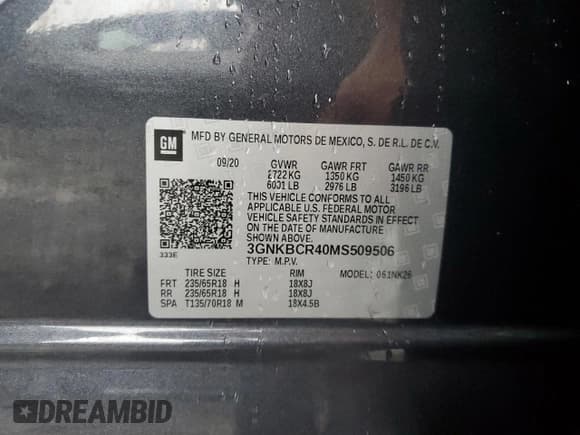 GM
MFD BY GENERAL MOTORS DE MEXICO, S. DE R.L. DE C.V.
09/20 GVWR GAWR FRT GAWR RR
2722 KG 1350 KG 1450 KG
6001 LB 2976 LB 3196 LB
THIS VEHICLE CONFORMS TO ALL
APPLICABLE U.S. FEDERAL MOTOR
VEHICLE SAFETY STANDARDS IN EFFECT
ON THE DATE OF MANUFACTURE
SHOWN ABOVE.
333E 3GNKBCR40MS509506
TYPE: M.P.V. MODEL: 061NK26
TIRE SIZE RIM
FRT 235/65R18 H 18X8J
RR 235/65R18 H 18X8J
SPA T135/70R18 M 18X4.5B
DREAMBID